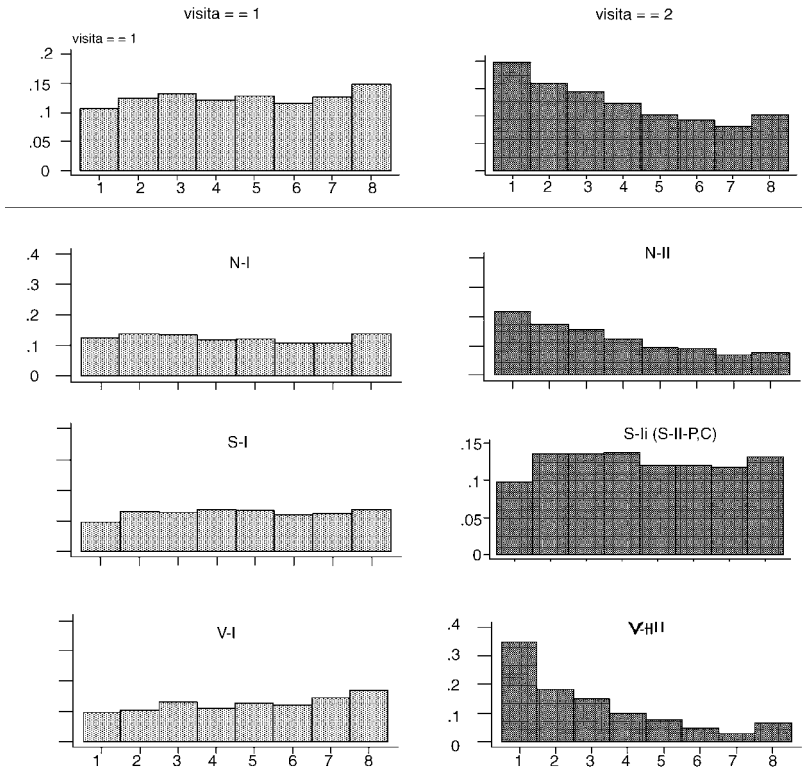 visita = = 1
visita = = 2
visita = = 1
.2
.15
.1
.05
0
1 2 3 4 5 6 7 8
1 2 3 4 5 6 7 8
N-I
.4
.3
.2
.1
0
N-II
S-I
S-Ii (S-II-P,C)
.15
.1
.05
0
V-I
1 2 3 4 5 6 7 8
.4
.3
.2
.1
0
1 2 3 4 5 6 7 8